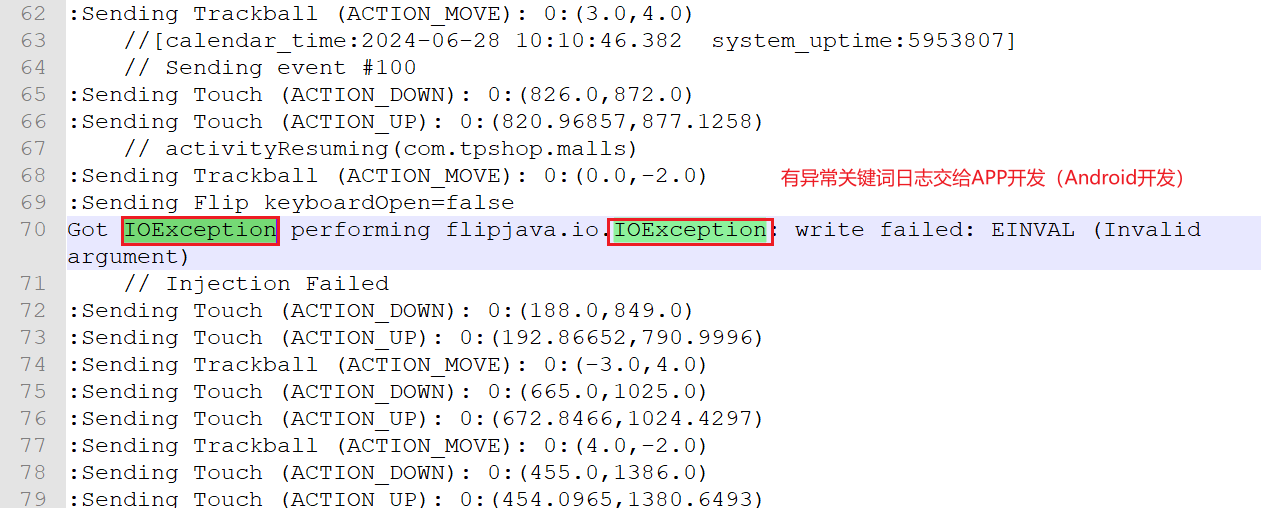 62 :Sending Trackball (ACTION_MOVE): 0:(3.0,4.0)
63 //[calendar_time:2024-06-28 10:10:46.382 system_uptime:5953807]
64 // Sending event #100
65 :Sending Touch (ACTION_DOWN): 0:(826.0,872.0)
66 :Sending Touch (ACTION_UP): 0:(820.96857,877.1258)
67 // activityResuming(com.tpshop.malls)
68 :Sending Trackball (ACTION_MOVE): 0:(0.0,-2.0)
有异常关键词日志交给APP开发（Android开发）
69 :Sending Flip keyboardOpen=false
70 Got IOException performing flipjava.io.IOException: write failed: EINVAL (Invalid
argument)
71 // Injection Failed
72 :Sending Touch (ACTION_DOWN): 0:(188.0,849.0)
73 :Sending Touch (ACTION_UP): 0:(192.86652,790.9996)
74 :Sending Trackball (ACTION_MOVE): 0:(-3.0,4.0)
75 :Sending Touch (ACTION_DOWN): 0:(665.0,1025.0)
76 :Sending Touch (ACTION_UP): 0:(672.8466,1024.4297)
77 :Sending Trackball (ACTION_MOVE): 0:(4.0,-2.0)
78 :Sending Touch (ACTION_DOWN): 0:(455.0,1386.0)
79 :Sending Touch (ACTION_UP): 0:(454.0965,1380.6493)